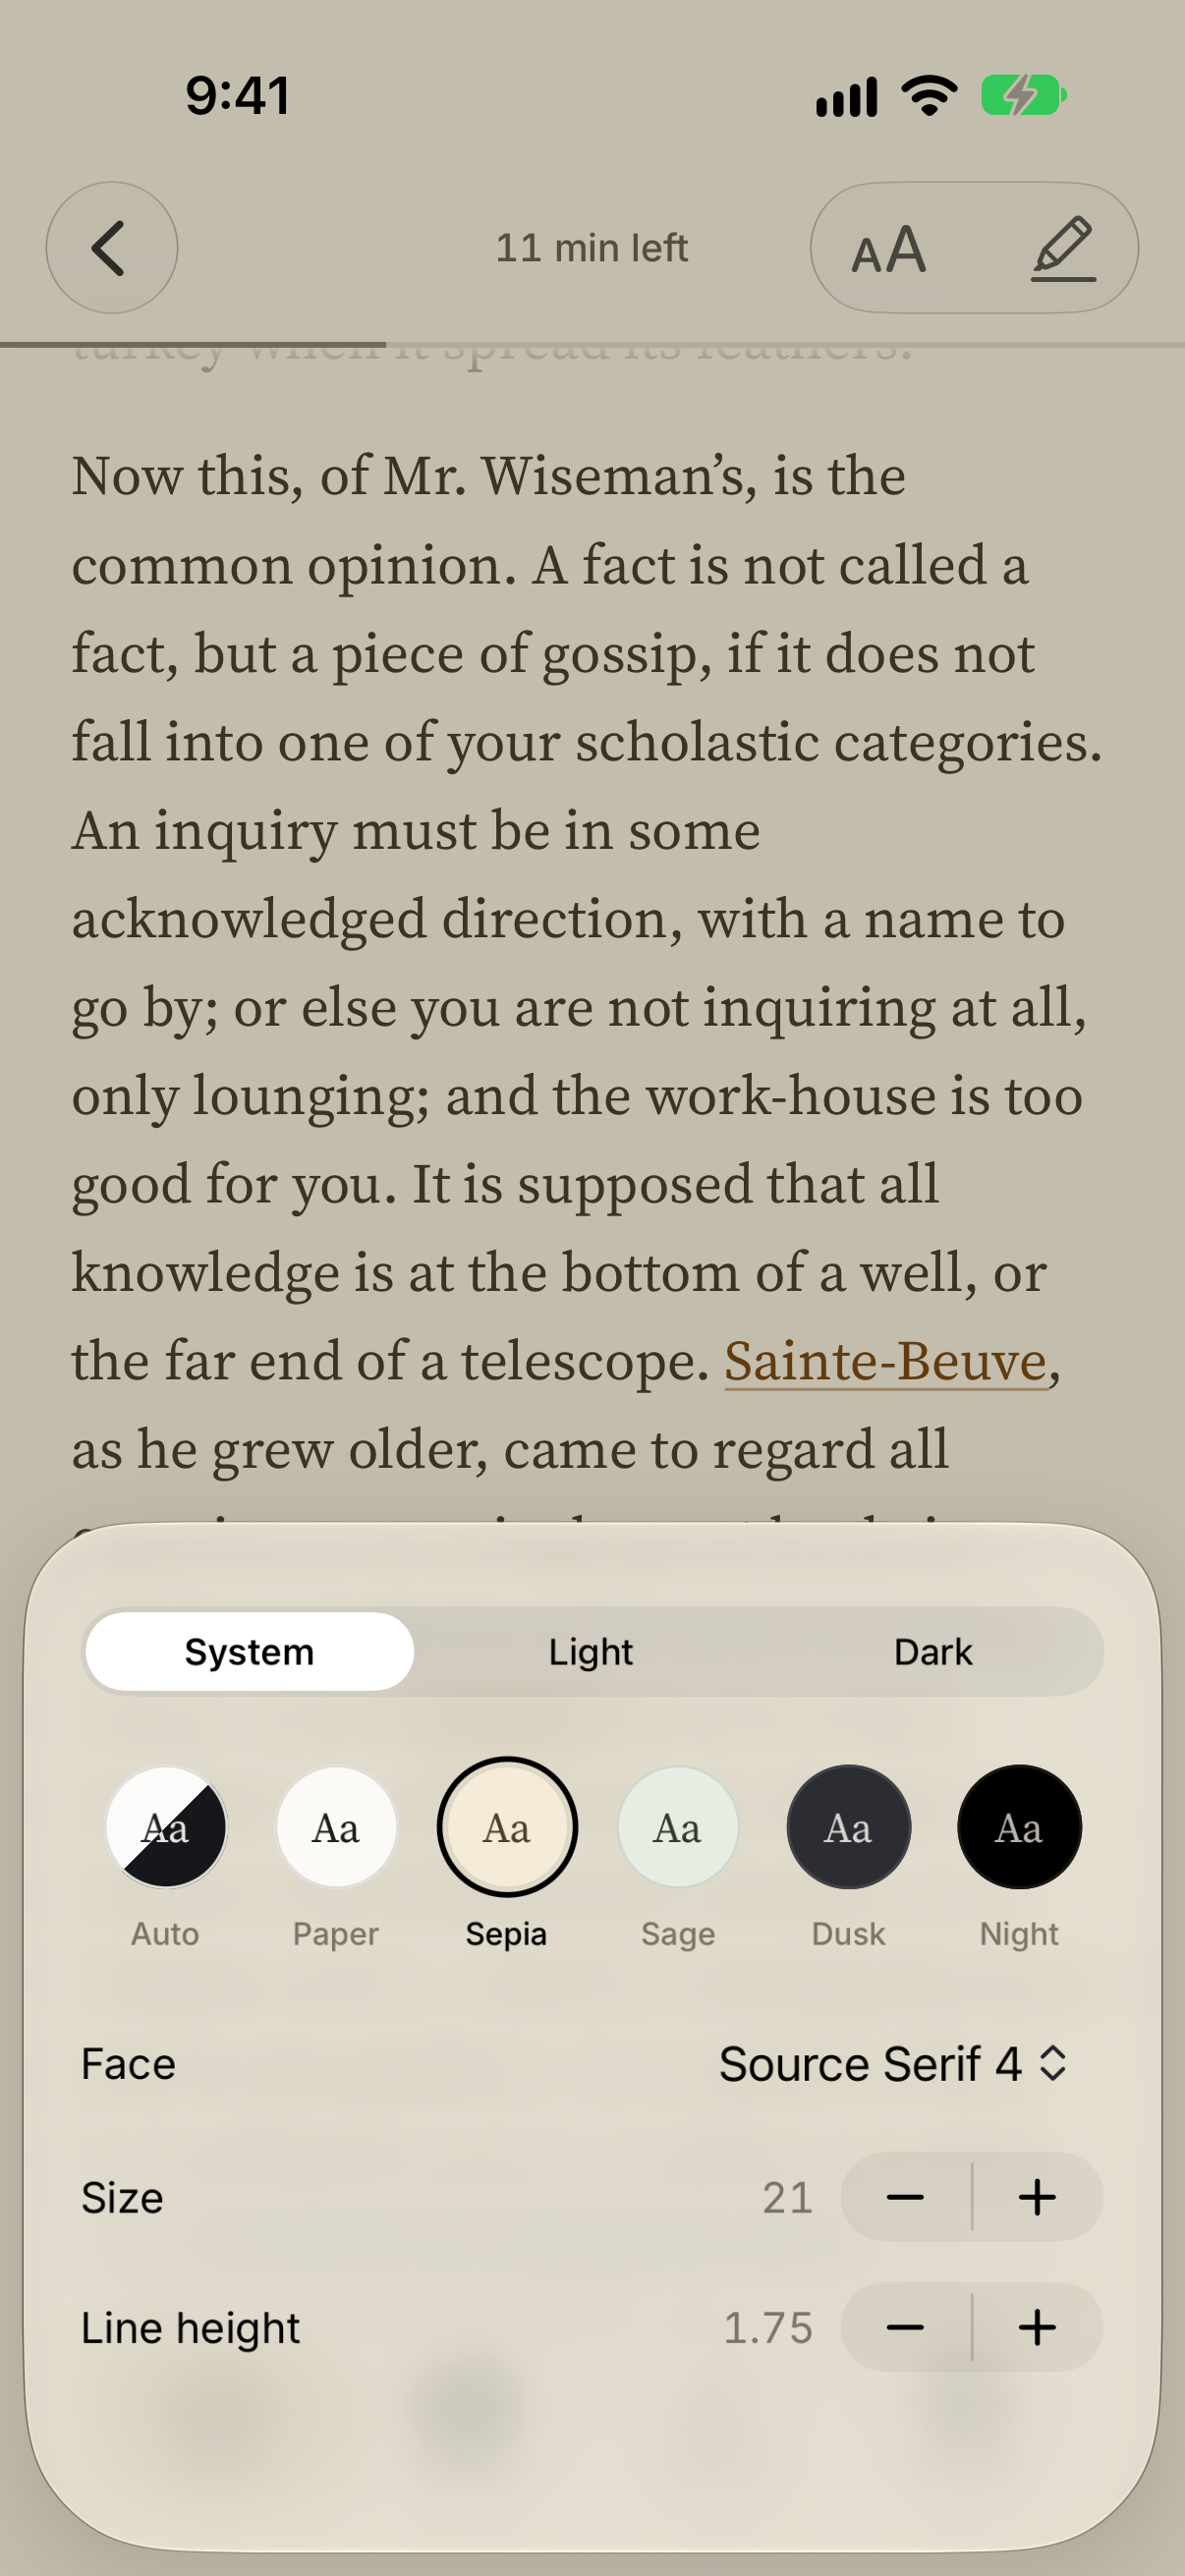 9:41
11 min left
AA
turkey when it spread its feathers.
Now this, of Mr. Wiseman’s, is the
common opinion. A fact is not called a
fact, but a piece of gossip, if it does not
fall into one of your scholastic categories.
An inquiry must be in some
acknowledged direction, with a name to
go by; or else you are not inquiring at all,
only lounging; and the work-house is too
good for you. It is supposed that all
knowledge is at the bottom of a well, or
the far end of a telescope. Sainte-Beuve,
as he grew older, came to regard all
System Light Dark
Aa Aa Aa Aa Aa Aa
Auto Paper Sepia Sage Dusk Night
Face Source Serif 4
Size 21 − +
Line height 1.75 − +